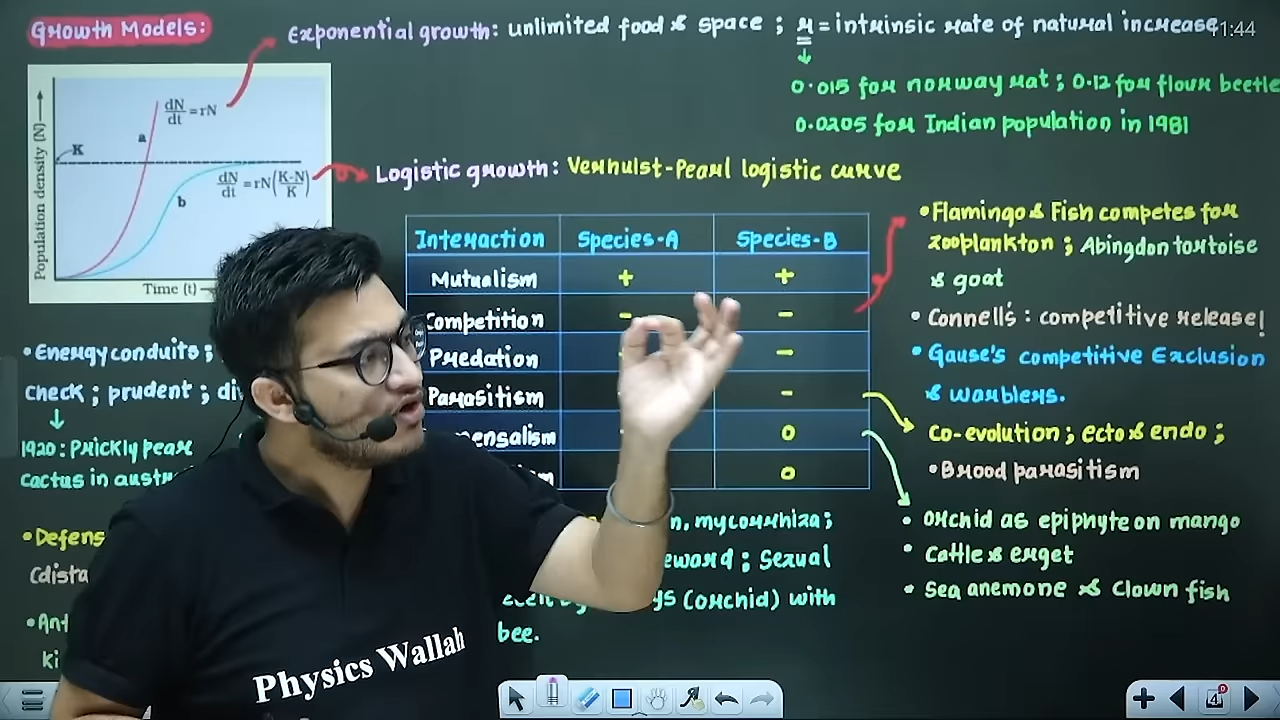 Growth Models:
Exponential growth: unlimited food & space ; r = intrinsic rate of natural increase
11:44
0.015 for norway rat ; 0.12 for flour beetle
0.0205 for Indian population in 1981
Population density (N)
Time (t)
K
a
dN/dt = rN
b
dN/dt = rN(K-N/K)
Logistic growth: Verhulst-Pearl logistic curve
Interaction Species-A Species-B
Mutualism + +
Competition - -
Predation -
Parasitism -
mensalism 0
0
• Flamingo & Fish competes for
zooplankton ; Abingdon tortoise
& goat
• Connell's : competitive release!
• Gause's competitive Exclusion
& warblers.
Co-evolution ; ecto & endo ;
• Brood parasitism
• Orchid as epiphyte on mango
• Cattle & erget
• Sea anemone & Clown fish
• Energy conduits ;
check ; prudent ;
1920: Prickly pear
cactus in
mycorrhiza ;
; Sexual
(orchid) with
bee.
Physics Wallah
4